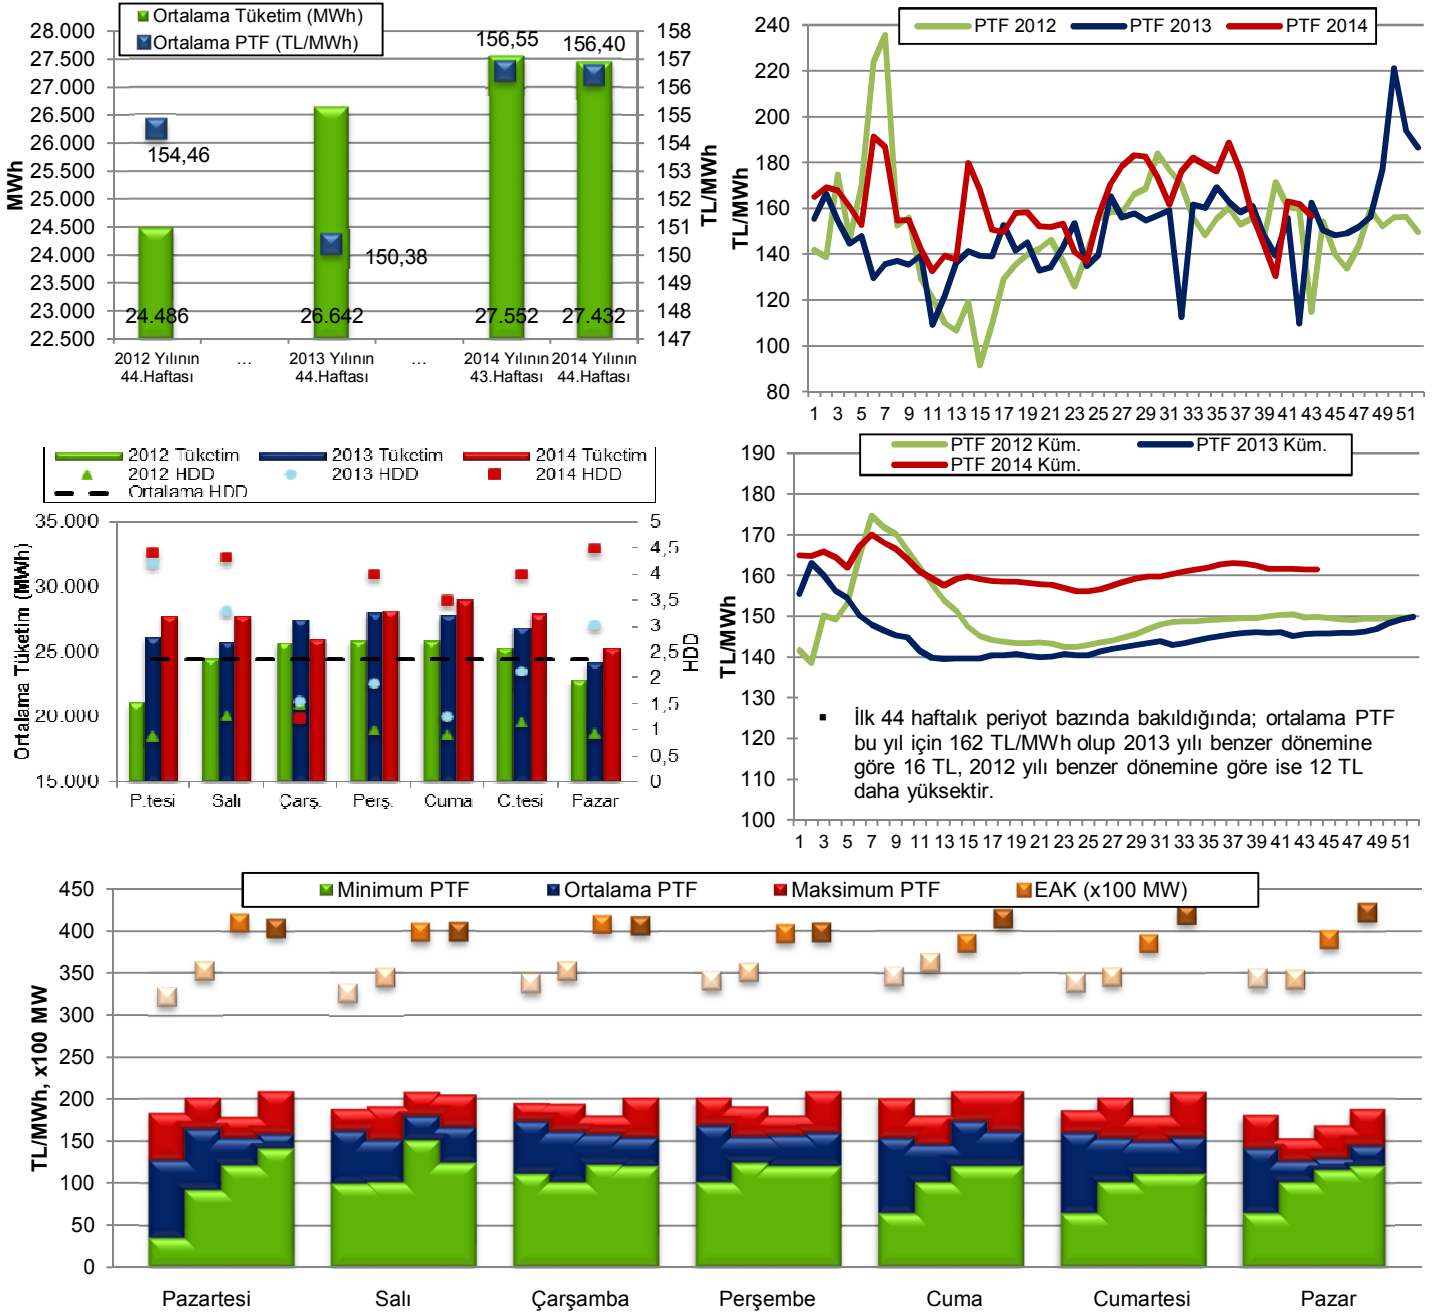 Ortalama Tüketim (MWh)
Ortalama PTF (TL/MWh)
28.000
27.500
27.000
26.500
26.000
25.500
25.000
24.500
24.000
23.500
23.000
22.500
MWh
154,46
150,38
156,55
156,40
24.486
26.642
27.552
27.432
158
157
156
155
154
153
152
151
150
149
148
147
TL/MWh
2012 Yılının
44.Haftası
...
2013 Yılının
44.Haftası
...
2014 Yılının
43.Haftası
2014 Yılının
44.Haftası
PTF 2012 PTF 2013 PTF 2014
240
220
200
180
160
140
120
100
80
TL/MWh
1 3 5 7 9 11 13 15 17 19 21 23 25 27 29 31 33 35 37 39 41 43 45 47 49 51
2012 Tüketim 2013 Tüketim 2014 Tüketim
2012 HDD 2013 HDD 2014 HDD
Ortalama HDD
35.000
30.000
25.000
20.000
15.000
Ortalama Tüketim (MWh)
5
4,5
4
3,5
3
2,5
2
1,5
1
0,5
0
HDD
P.tesi Salı Çarş. Perş. Cuma C.tesi Pazar
PTF 2012 Küm. PTF 2013 Küm.
PTF 2014 Küm.
190
180
170
160
150
140
130
120
110
100
TL/MWh
▪ İlk 44 haftalık periyot bazında bakıldığında; ortalama PTF
bu yıl için 162 TL/MWh olup 2013 yılı benzer dönemine
göre 16 TL, 2012 yılı benzer dönemine göre ise 12 TL
daha yüksektir.
1 3 5 7 9 11 13 15 17 19 21 23 25 27 29 31 33 35 37 39 41 43 45 47 49 51
Minimum PTF Ortalama PTF Maksimum PTF EAK (x100 MW)
450
400
350
300
250
200
150
100
50
0
TL/MWh, x100 MW
Pazartesi Salı Çarşamba Perşembe Cuma Cumartesi Pazar